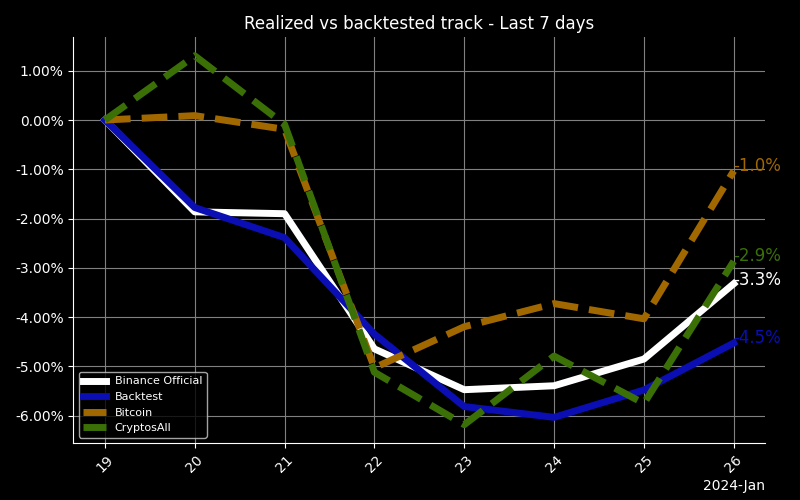 Realized vs backtested track - Last 7 days
1.00%
0.00%
-1.00%
-2.00%
-3.00%
-4.00%
-5.00%
-6.00%
-1.0%
-2.9%
-3.3%
-4.5%
Binance Official
Backtest
Bitcoin
CryptosAll
19 20 21 22 23 24 25 26
2024-Jan